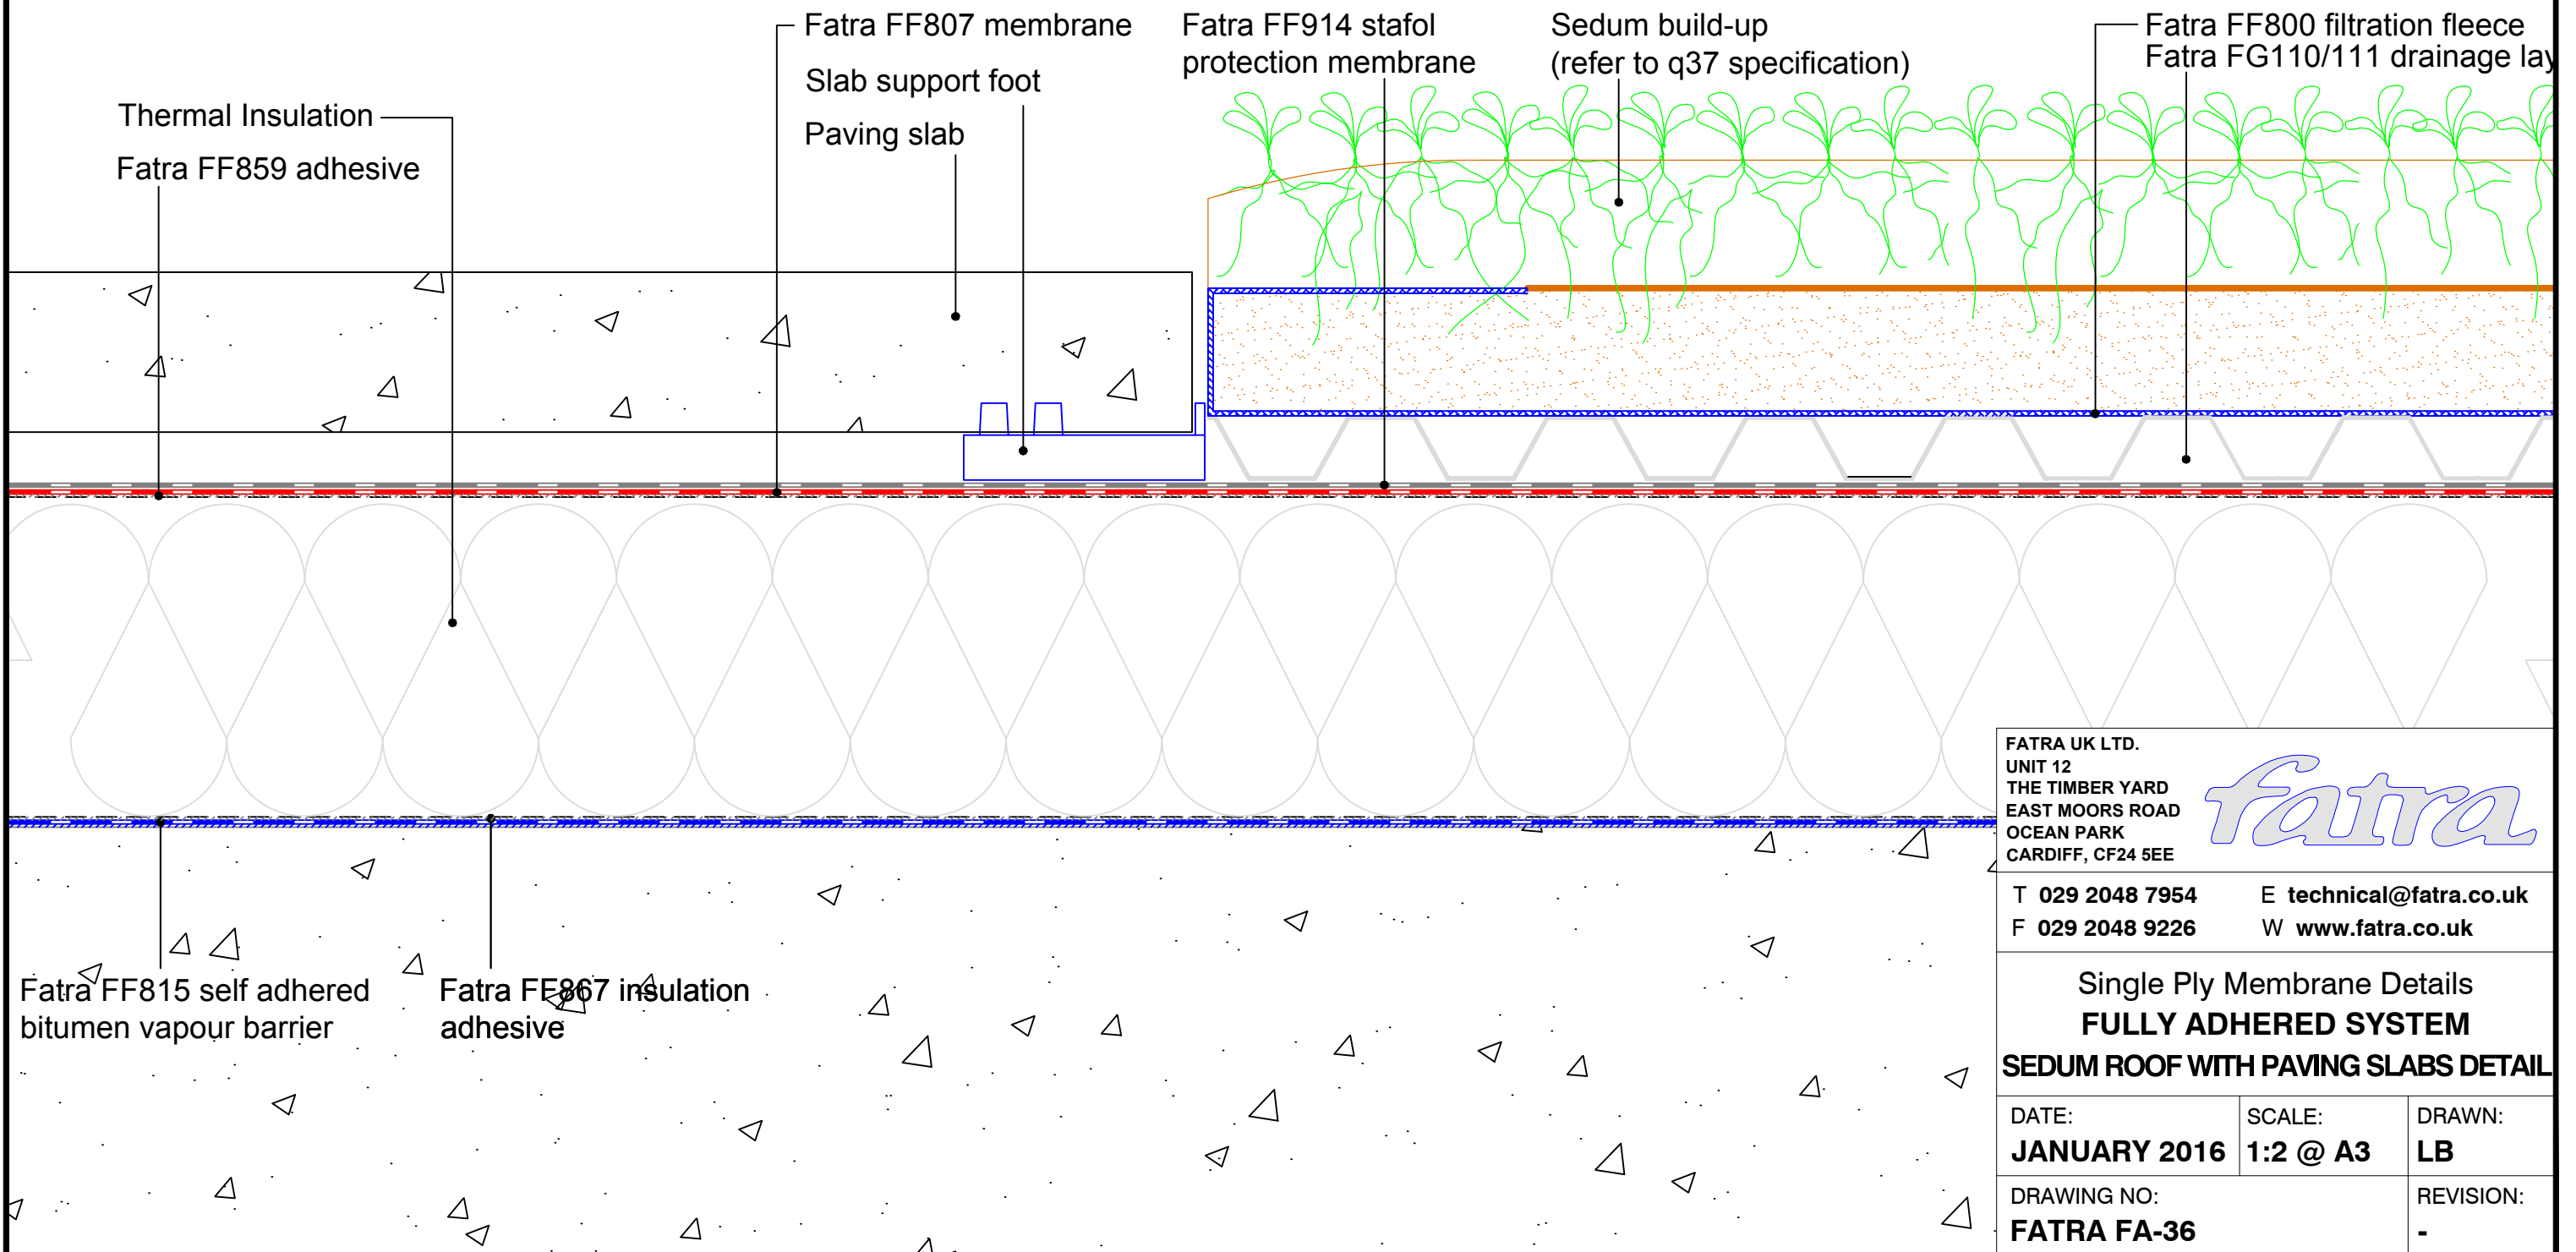 Fatra FF807 membrane
Slab support foot
Paving slab
Fatra FF914 stafol
protection membrane
Sedum build-up
(refer to q37 specification)
Fatra FF800 filtration fleece
Fatra FG110/111 drainage lay
Thermal Insulation
Fatra FF859 adhesive
Fatra FF815 self adhered
bitumen vapour barrier
Fatra FF867 insulation
adhesive
FATRA UK LTD.
UNIT 12
THE TIMBER YARD
EAST MOORS ROAD
OCEAN PARK
CARDIFF, CF24 5EE
fatra
T 029 2048 7954 E technical@fatra.co.uk
F 029 2048 9226 W www.fatra.co.uk
Single Ply Membrane Details
FULLY ADHERED SYSTEM
SEDUM ROOF WITH PAVING SLABS DETAIL
DATE: SCALE: DRAWN:
JANUARY 2016 1:2 @ A3 LB
DRAWING NO: REVISION:
FATRA FA-36 -